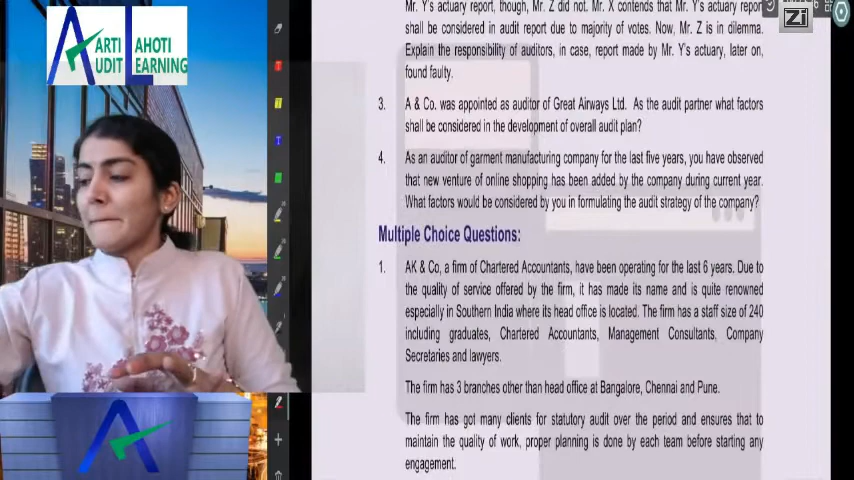 ARTI LAHOTI
AUDIT LEARNING
Zi
Mr. Y's actuary report, though, Mr. Z did not. Mr. X contends that Mr. Y's actuary report
shall be considered in audit report due to majority of votes. Now, Mr. Z is in dilemma.
Explain the responsibility of auditors, in case, report made by Mr. Y's actuary, later on,
found faulty.
3. A & Co. was appointed as auditor of Great Airways Ltd. As the audit partner what factors
shall be considered in the development of overall audit plan?
4. As an auditor of garment manufacturing company for the last five years, you have observed
that new venture of online shopping has been added by the company during current year.
What factors would be considered by you in formulating the audit strategy of the company?
Multiple Choice Questions:
1. AK & Co, a firm of Chartered Accountants, have been operating for the last 6 years. Due to
the quality of service offered by the firm, it has made its name and is quite renowned
especially in Southern India where its head office is located. The firm has a staff size of 240
including graduates, Chartered Accountants, Management Consultants, Company
Secretaries and lawyers.
The firm has 3 branches other than head office at Bangalore, Chennai and Pune.
The firm has got many clients for statutory audit over the period and ensures that to
maintain the quality of work, proper planning is done by each team before starting any
engagement.